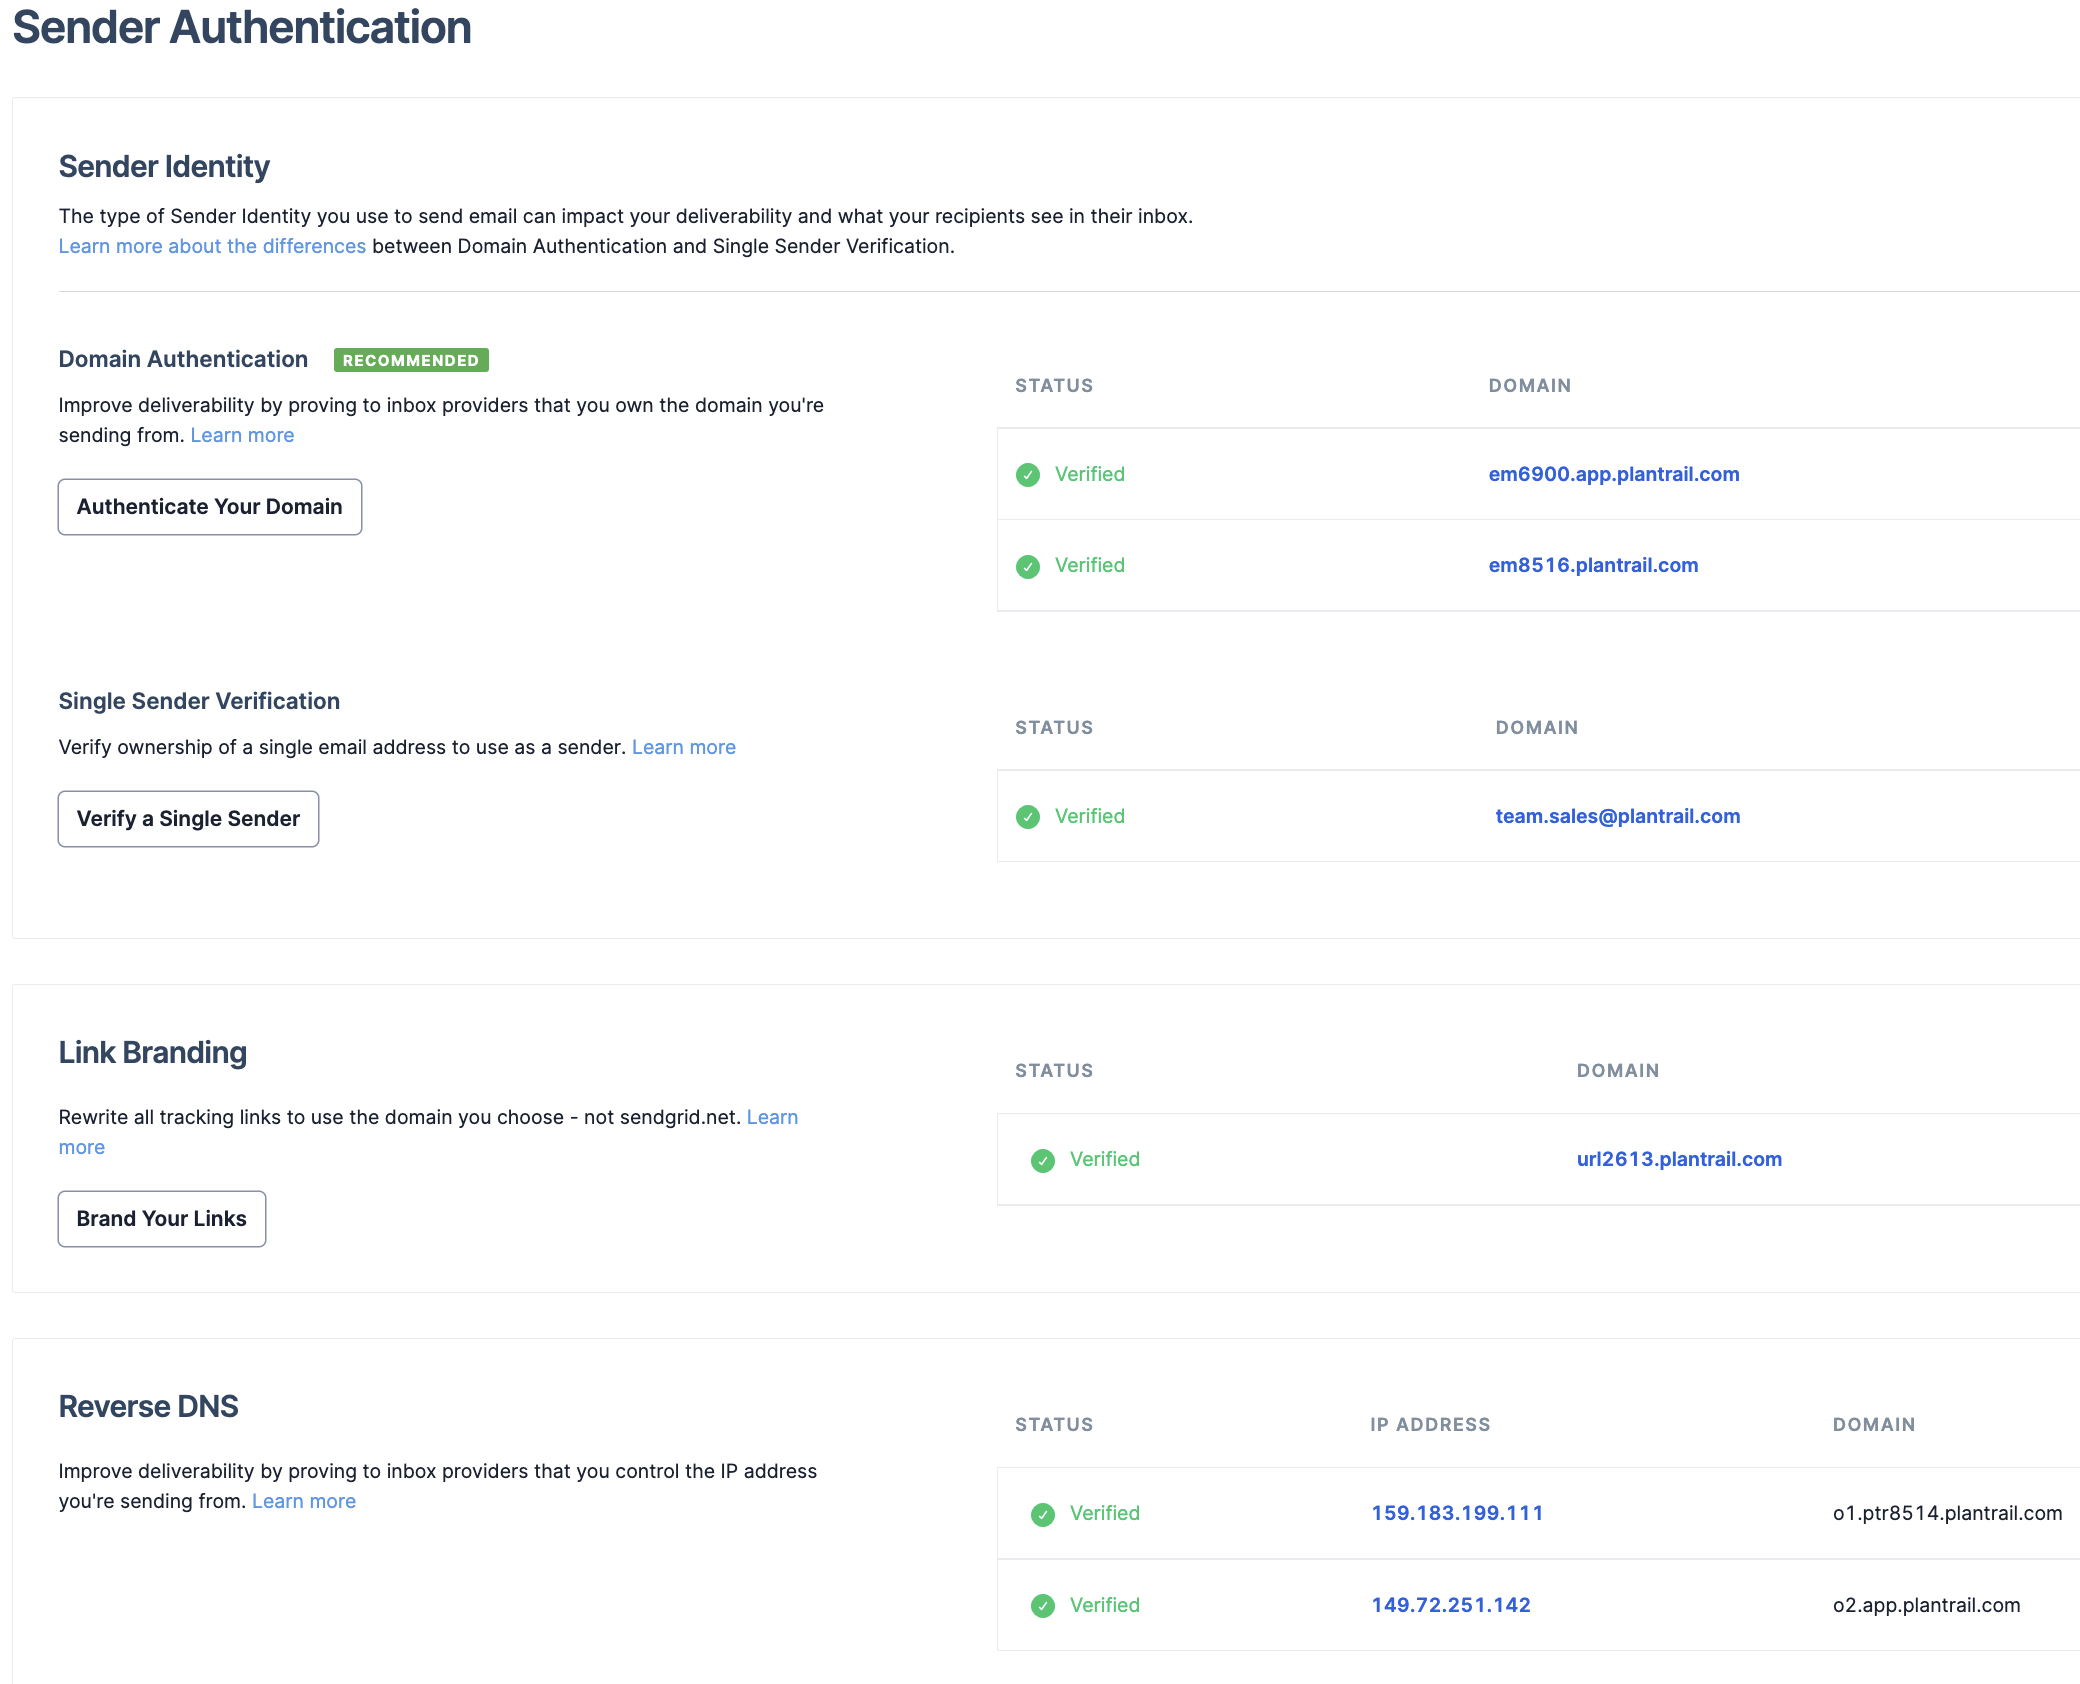 Sender Authentication
Sender Identity
The type of Sender Identity you use to send email can impact your deliverability and what your recipients see in their inbox.
Learn more about the differences between Domain Authentication and Single Sender Verification.
Domain Authentication RECOMMENDED
Improve deliverability by proving to inbox providers that you own the domain you're
sending from. Learn more
Authenticate Your Domain
STATUS DOMAIN
Verified em6900.app.plantrail.com
Verified em8516.plantrail.com
Single Sender Verification
Verify ownership of a single email address to use as a sender. Learn more
Verify a Single Sender
STATUS DOMAIN
Verified team.sales@plantrail.com
Link Branding
Rewrite all tracking links to use the domain you choose - not sendgrid.net. Learn
more
Brand Your Links
STATUS DOMAIN
Verified url2613.plantrail.com
Reverse DNS
Improve deliverability by proving to inbox providers that you control the IP address
you're sending from. Learn more
STATUS IP ADDRESS DOMAIN
Verified 159.183.199.111 o1.ptr8514.plantrail.com
Verified 149.72.251.142 o2.app.plantrail.com